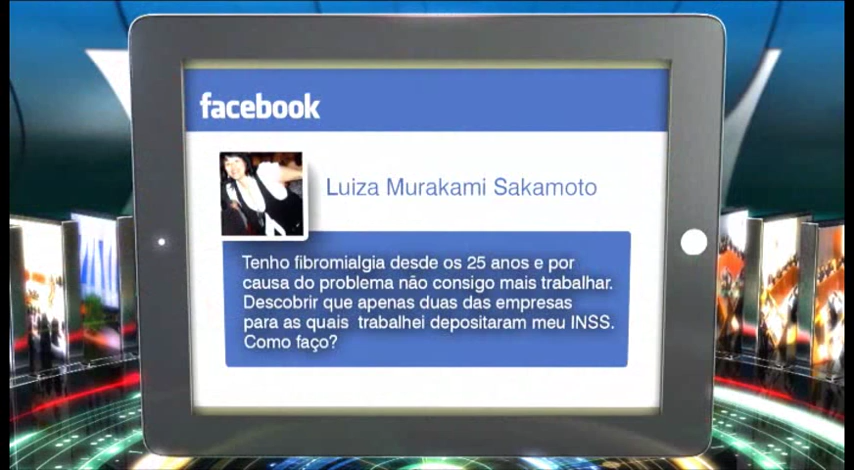 facebook
Luiza Murakami Sakamoto
Tenho fibromialgia desde os 25 anos e por
causa do problema não consigo mais trabalhar.
Descobrir que apenas duas das empresas
para as quais trabalhei depositaram meu INSS.
Como faço?